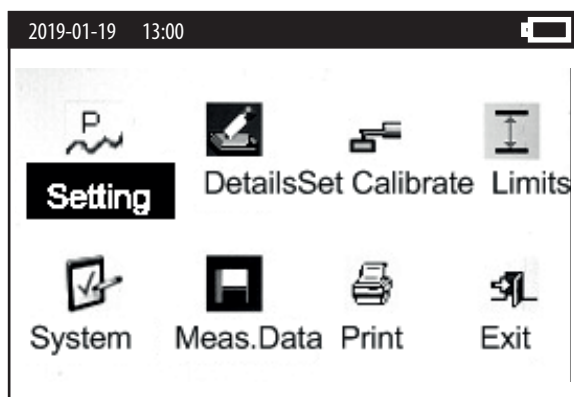 2019-01-19 13:00
P
Setting DetailsSet Calibrate Limits
System Meas.Data Print Exit